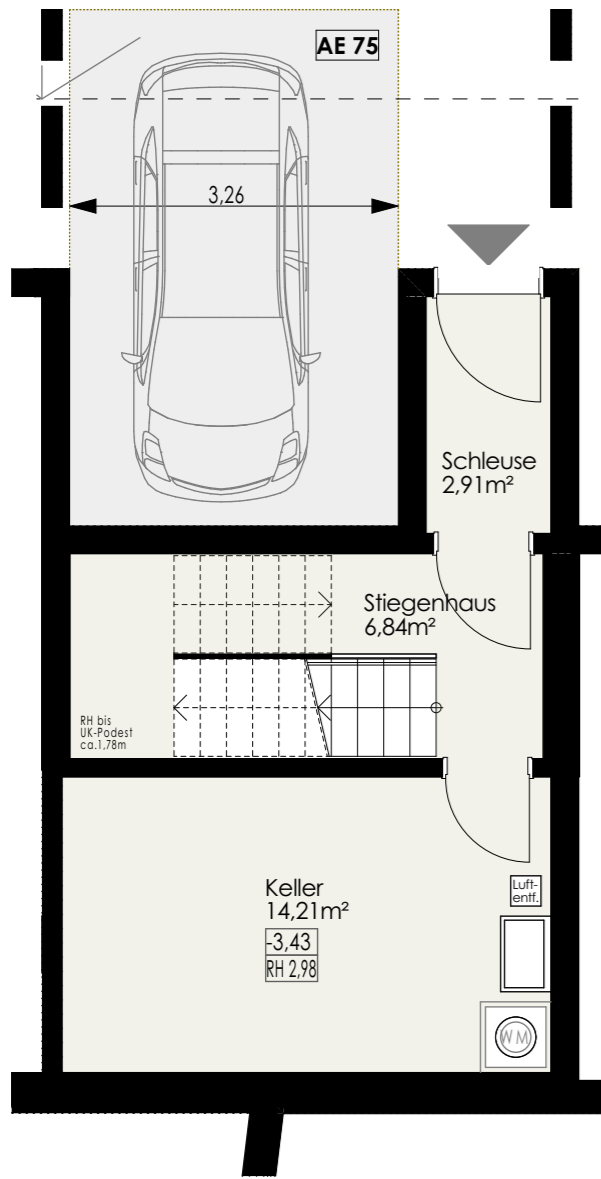 AE 75
3,26
Schleuse
2,91m²
Stiegenhaus
6,84m²
RH bis
UK-Podest
ca.1,78m
Keller
14,21m²
-3,43
RH 2,98
Luft-
entf.
WM